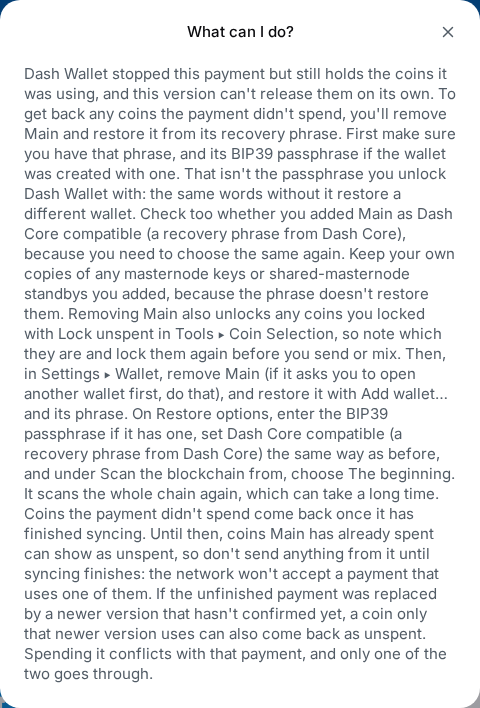 What can I do?
Dash Wallet stopped this payment but still holds the coins it
was using, and this version can't release them on its own. To
get back any coins the payment didn't spend, you'll remove
Main and restore it from its recovery phrase. First make sure
you have that phrase, and its BIP39 passphrase if the wallet
was created with one. That isn't the passphrase you unlock
Dash Wallet with: the same words without it restore a
different wallet. Check too whether you added Main as Dash
Core compatible (a recovery phrase from Dash Core),
because you need to choose the same again. Keep your own
copies of any masternode keys or shared-masternode
standbys you added, because the phrase doesn't restore
them. Removing Main also unlocks any coins you locked
with Lock unspent in Tools ▸ Coin Selection, so note which
they are and lock them again before you send or mix. Then,
in Settings ▸ Wallet, remove Main (if it asks you to open
another wallet first, do that), and restore it with Add wallet...
and its phrase. On Restore options, enter the BIP39
passphrase if it has one, set Dash Core compatible (a
recovery phrase from Dash Core) the same way as before,
and under Scan the blockchain from, choose The beginning.
It scans the whole chain again, which can take a long time.
Coins the payment didn't spend come back once it has
finished syncing. Until then, coins Main has already spent
can show as unspent, so don't send anything from it until
syncing finishes: the network won't accept a payment that
uses one of them. If the unfinished payment was replaced
by a newer version that hasn't confirmed yet, a coin only
that newer version uses can also come back as unspent.
Spending it conflicts with that payment, and only one of the
two goes through.